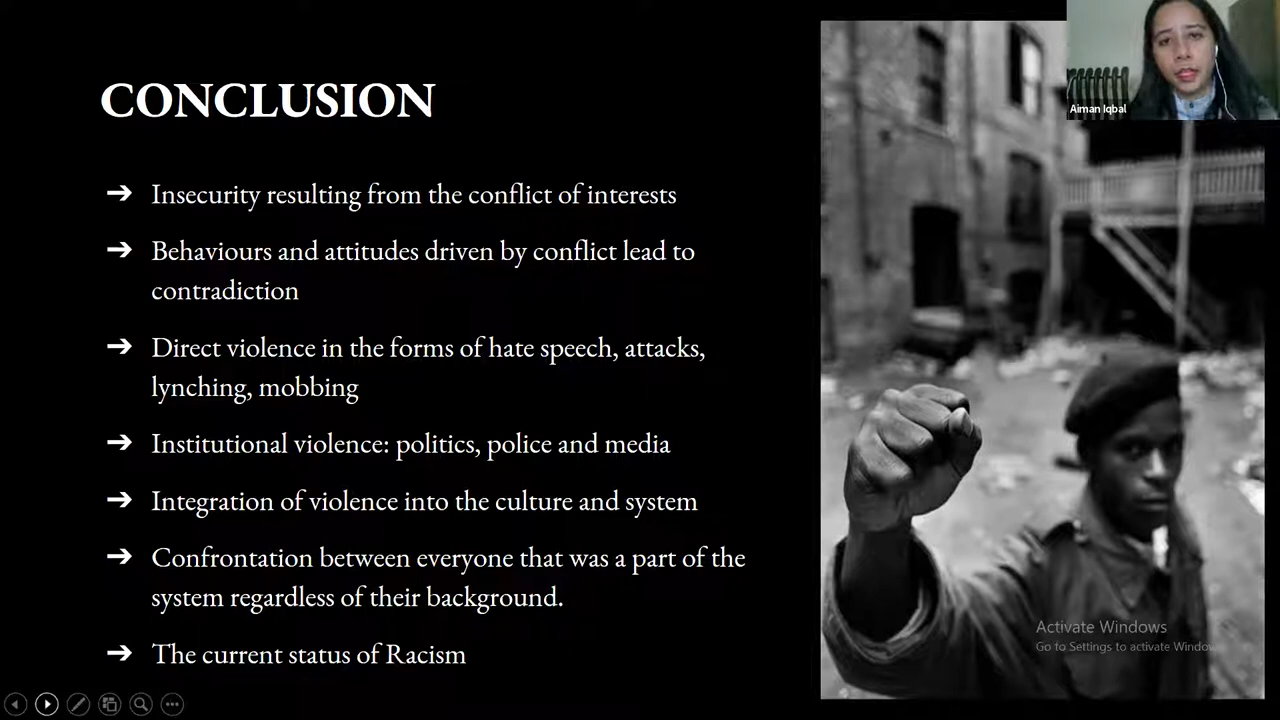 CONCLUSION
➔ Insecurity resulting from the conflict of interests
➔ Behaviours and attitudes driven by conflict lead to
contradiction
➔ Direct violence in the forms of hate speech, attacks,
lynching, mobbing
➔ Institutional violence: politics, police and media
➔ Integration of violence into the culture and system
➔ Confrontation between everyone that was a part of the
system regardless of their background.
➔ The current status of Racism
Aiman Iqbal
Activate Windows
Go to Settings to activate Windows